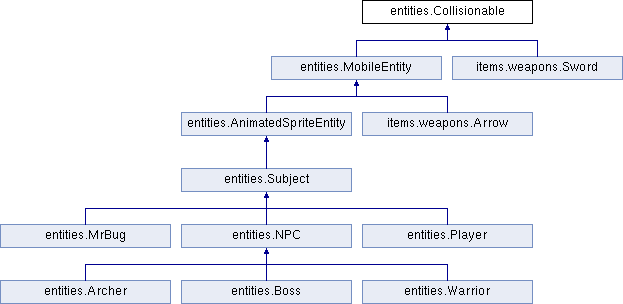 entities.Collisionable
entities.MobileEntity
items.weapons.Sword
entities.AnimatedSpriteEntity
items.weapons.Arrow
entities.Subject
entities.MrBug
entities.NPC
entities.Player
entities.Archer
entities.Boss
entities.Warrior